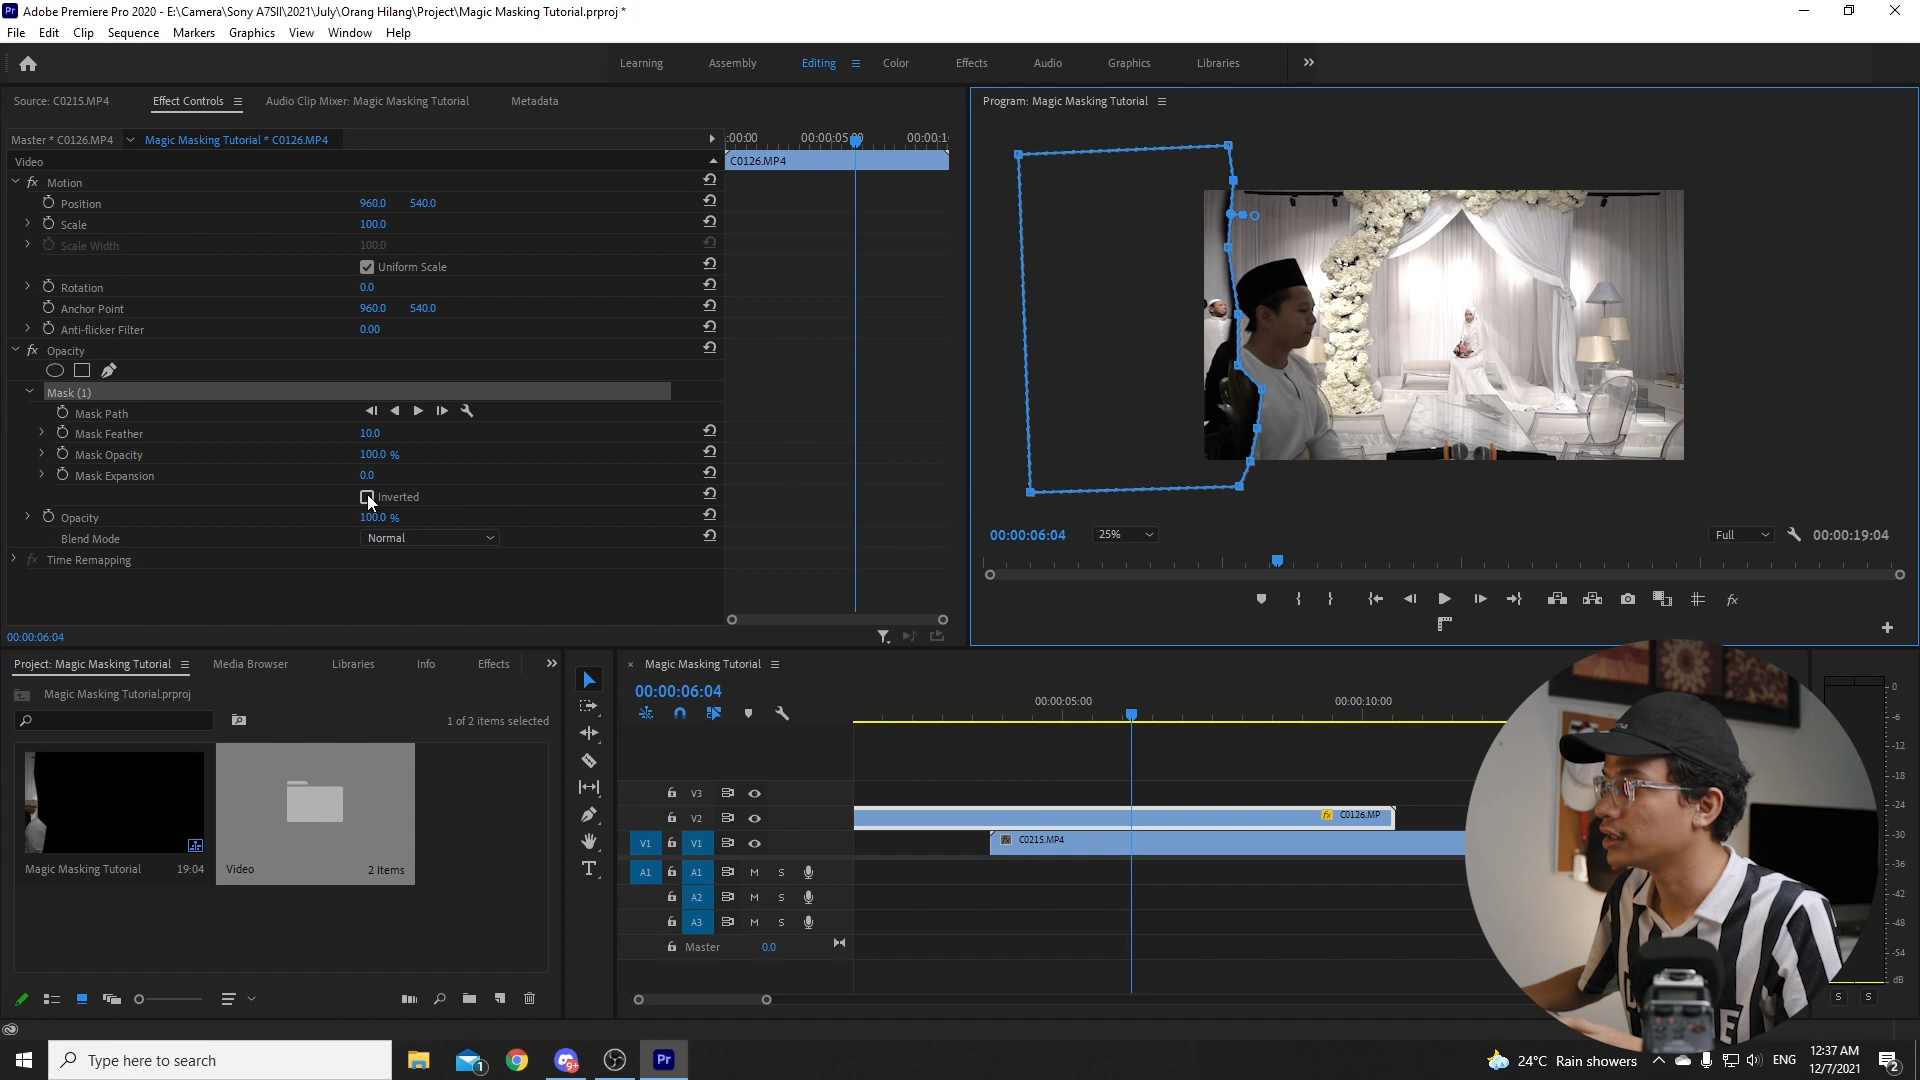 Pr Adobe Premiere Pro 2020 - E:\Camera\Sony A7SII\2021\July\Orang Hilang\Project\Magic Masking Tutorial.prproj *
File Edit Clip Sequence Markers Graphics View Window Help
Learning Assembly Editing Color Effects Audio Graphics Libraries
Source: C0215.MP4 Effect Controls Audio Clip Mixer: Magic Masking Tutorial Metadata
Master * C0126.MP4 Magic Masking Tutorial * C0126.MP4
:00:00 00:00:05:00 00:00:1
Video
C0126.MP4
Motion
Position 960.0 540.0
Scale 100.0
Scale Width 100.0
Uniform Scale
Rotation 0.0
Anchor Point 960.0 540.0
Anti-flicker Filter 0.00
Opacity
Mask (1)
Mask Path
Mask Feather 10.0
Mask Opacity 100.0 %
Mask Expansion 0.0
Inverted
Opacity 100.0 %
Blend Mode Normal
Time Remapping
00:00:06:04
Program: Magic Masking Tutorial
00:00:06:04 25% Full 00:00:19:04
Project: Magic Masking Tutorial Media Browser Libraries Info Effects
Magic Masking Tutorial.prproj
1 of 2 items selected
Magic Masking Tutorial 19:04
Video 2 Items
Magic Masking Tutorial
00:00:06:04
00:00:05:00 00:00:10:00
V3
V2 fx C0126.MP
V1 V1 fx C0215.MP4
A1 A1 M S
A2 M S
A3 M S
Master 0.0
0
-6
-12
-18
-24
-30
-36
-42
-48
-54
dB
S S
Type here to search
1
9+
Pr
24°C Rain showers
ENG
12:37 AM
12/7/2021
2